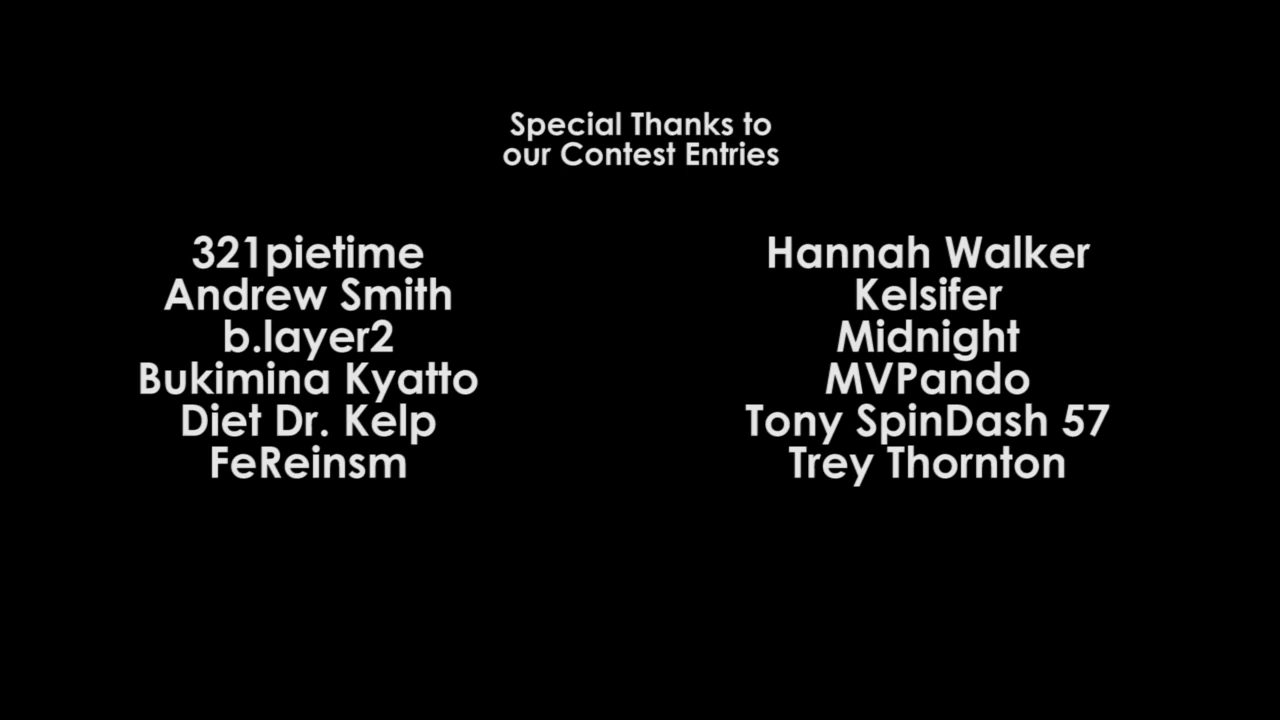 Special Thanks to
our Contest Entries
321pietime
Andrew Smith
b.layer2
Bukimina Kyatto
Diet Dr. Kelp
FeReinsm
Hannah Walker
Kelsifer
Midnight
MVPando
Tony SpinDash 57
Trey Thornton